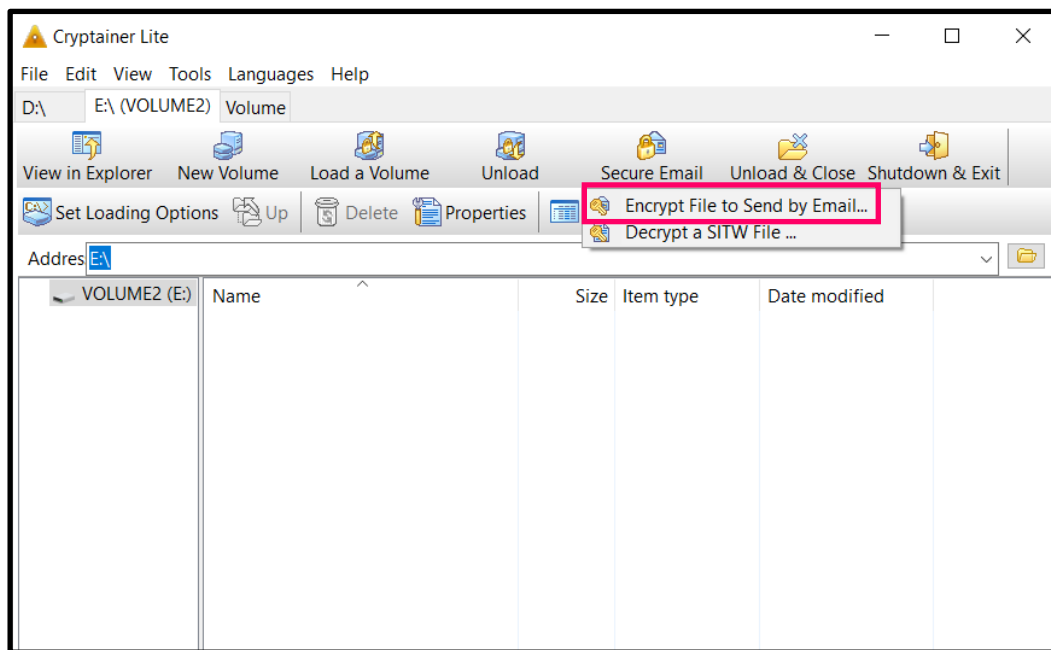 Cryptainer Lite
File Edit View Tools Languages Help
D:\ E:\ (VOLUME2) Volume
View in Explorer New Volume Load a Volume Unload Secure Email Unload & Close Shutdown & Exit
Set Loading Options Up Delete Properties
Encrypt File to Send by Email...
Decrypt a SITW File ...
Addres E:\
VOLUME2 (E:) Name Size Item type Date modified